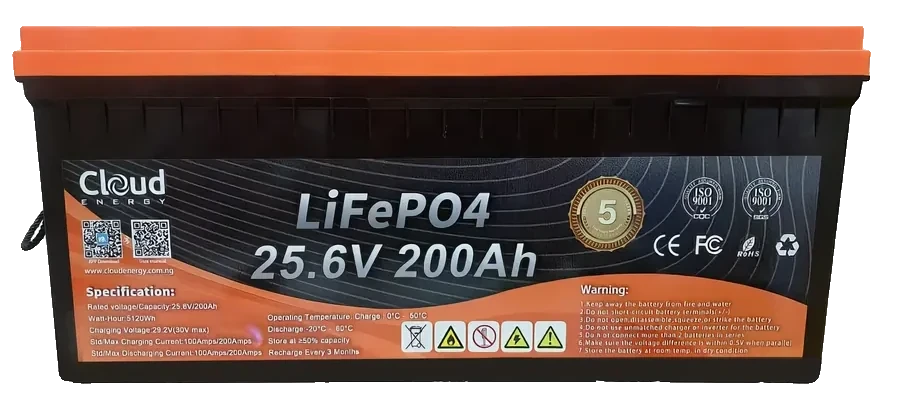 Cloud
ENERGY
www.cloudenergy.com.ng
LiFePO4
25.6V 200Ah
5
ISO
9001
CQC
ISO
9001
SGS
CE FC
RoHS
Specification:
Rated voltage/Capacity:25.6V/200Ah
Watt-Hour:5120Wh
Charging Voltage:29.2V(30V max)
Std/Max Charging Current:100Amps/200Amps
Std/Max Discharging Current:100Amps/200Amps
Operating Temperature: Charge 0°C ~ 50°C
Discharge -20°C ~ 60°C
Store at ≥50% capacity
Recharge Every 3 Months
Warning:
1.Keep away the battery from fire and water
2.Do not short circuit battery terminals(+/-)
3.Do not open,disassemble,squeeze or strike the battery
4.Do not use unmatched charger or inverter for the battery
5.Do not connect more than 2 batteries in series
6.Make sure the voltage difference is within 0.5V when parallel
7.Store the battery at room temp. in dry condition